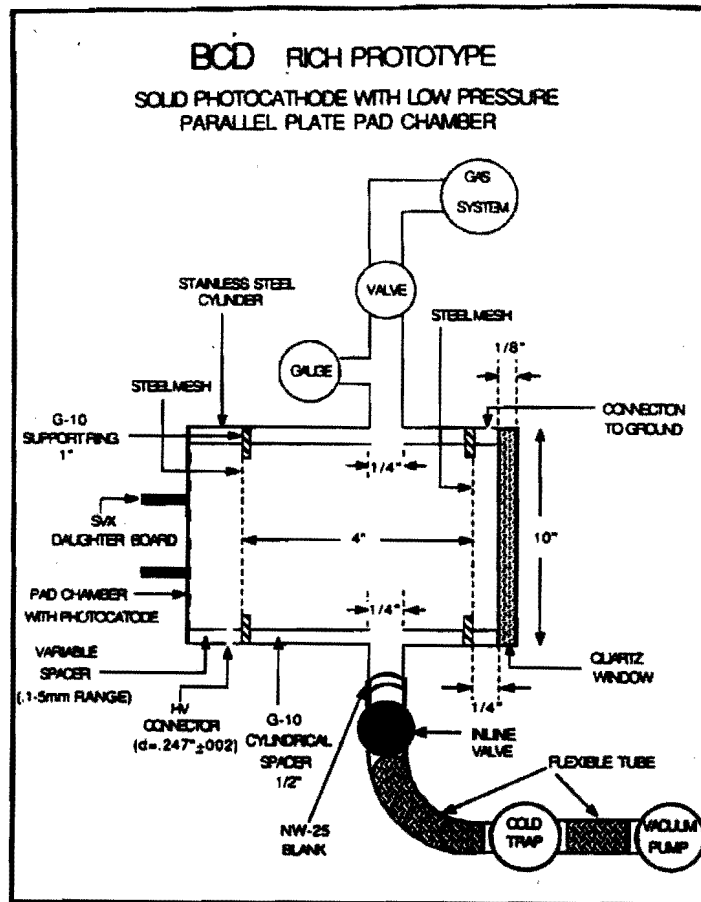 BCD RICH PROTOTYPE
SOLID PHOTOCATHODE WITH LOW PRESSURE
PARALLEL PLATE PAD CHAMBER
GAS
SYSTEM
STAINLESS STEEL
CYLINDER
VALVE
STEEL MESH
1/8"
GAUGE
STEEL MESH
G-10
SUPPORT RING
1"
CONNECTION
TO GROUND
1/4"
SVX
DAUGHTER BOARD
4"
10"
PAD CHAMBER
WITH PHOTOCATODE
1/4"
VARIABLE
SPACER
(.1-5mm RANGE)
HV
CONNECTOR
(d=.247"±002)
G-10
CYLINDRICAL
SPACER
1/2"
1/4"
QUARTZ
WINDOW
INLINE
VALVE
FLEXIBLE TUBE
NW-25
BLANK
COLD
TRAP
VACUUM
PUMP